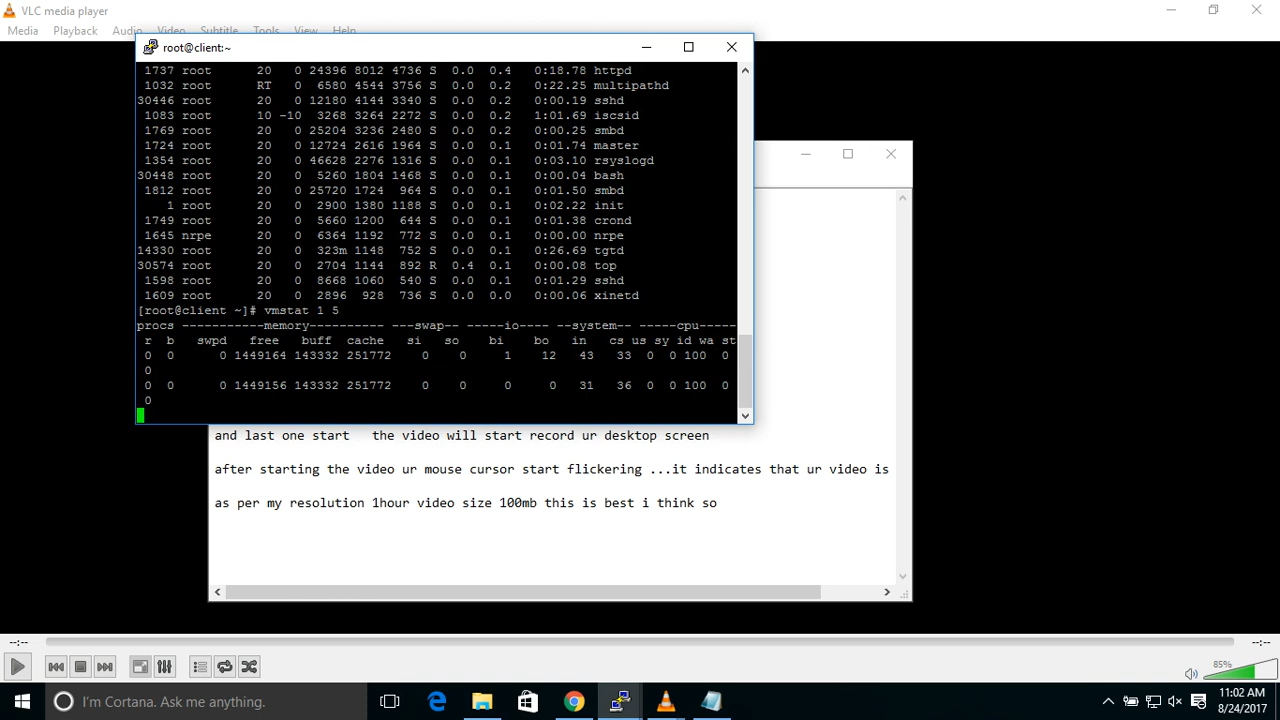 VLC media player
Media Playback Audio Video Subtitle Tools View Help
root@client:~
1737 root 20 0 24396 8012 4736 S 0.0 0.4 0:18.78 httpd
1032 root RT 0 6580 4544 3756 S 0.0 0.2 0:22.25 multipathd
30446 root 20 0 12180 4144 3340 S 0.0 0.2 0:00.19 sshd
1083 root 10 -10 3268 3264 2272 S 0.0 0.2 1:01.69 iscsid
1769 root 20 0 25204 3236 2480 S 0.0 0.2 0:00.25 smbd
1724 root 20 0 12724 2616 1964 S 0.0 0.1 0:01.74 master
1354 root 20 0 46628 2276 1316 S 0.0 0.1 0:03.10 rsyslogd
30448 root 20 0 5260 1804 1468 S 0.0 0.1 0:00.04 bash
1812 root 20 0 25720 1724 964 S 0.0 0.1 0:01.50 smbd
1 root 20 0 2900 1380 1188 S 0.0 0.1 0:02.22 init
1749 root 20 0 5660 1200 644 S 0.0 0.1 0:01.38 crond
1645 nrpe 20 0 6364 1192 772 S 0.0 0.1 0:00.00 nrpe
14330 root 20 0 323m 1148 752 S 0.0 0.1 0:26.69 tgtd
30574 root 20 0 2704 1144 892 R 0.4 0.1 0:00.08 top
1598 root 20 0 8668 1060 540 S 0.0 0.1 0:01.29 sshd
1609 root 20 0 2896 928 736 S 0.0 0.0 0:00.06 xinetd
[root@client ~]# vmstat 1 5
procs -----------memory---------- ---swap-- -----io---- --system-- -----cpu-----
r b swpd free buff cache si so bi bo in cs us sy id wa st
0 0 0 1449164 143332 251772 0 0 1 12 43 33 0 0 100 0
0
0 0 0 1449156 143332 251772 0 0 0 0 31 36 0 0 100 0
0
and last one start the video will start record ur desktop screen
after starting the video ur mouse cursor start flickering ...it indicates that ur video is
as per my resolution 1hour video size 100mb this is best i think so
--:-- --:--
85%
I'm Cortana. Ask me anything.
11:02 AM
8/24/2017